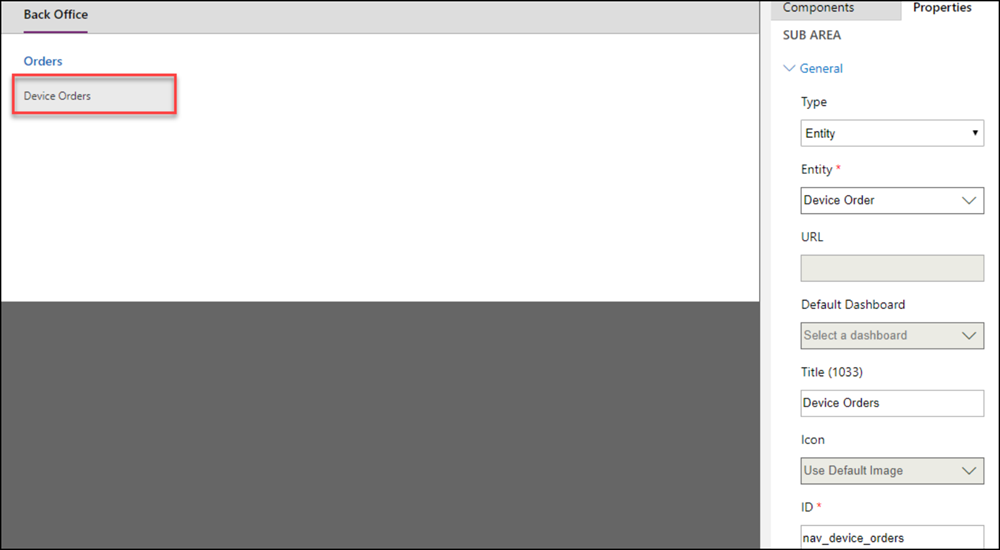 Back Office
Orders
Device Orders
Components
Properties
SUB AREA
General
Type
Entity
Entity *
Device Order
URL
Default Dashboard
Select a dashboard
Title (1033)
Device Orders
Icon
Use Default Image
ID *
nav_device_orders